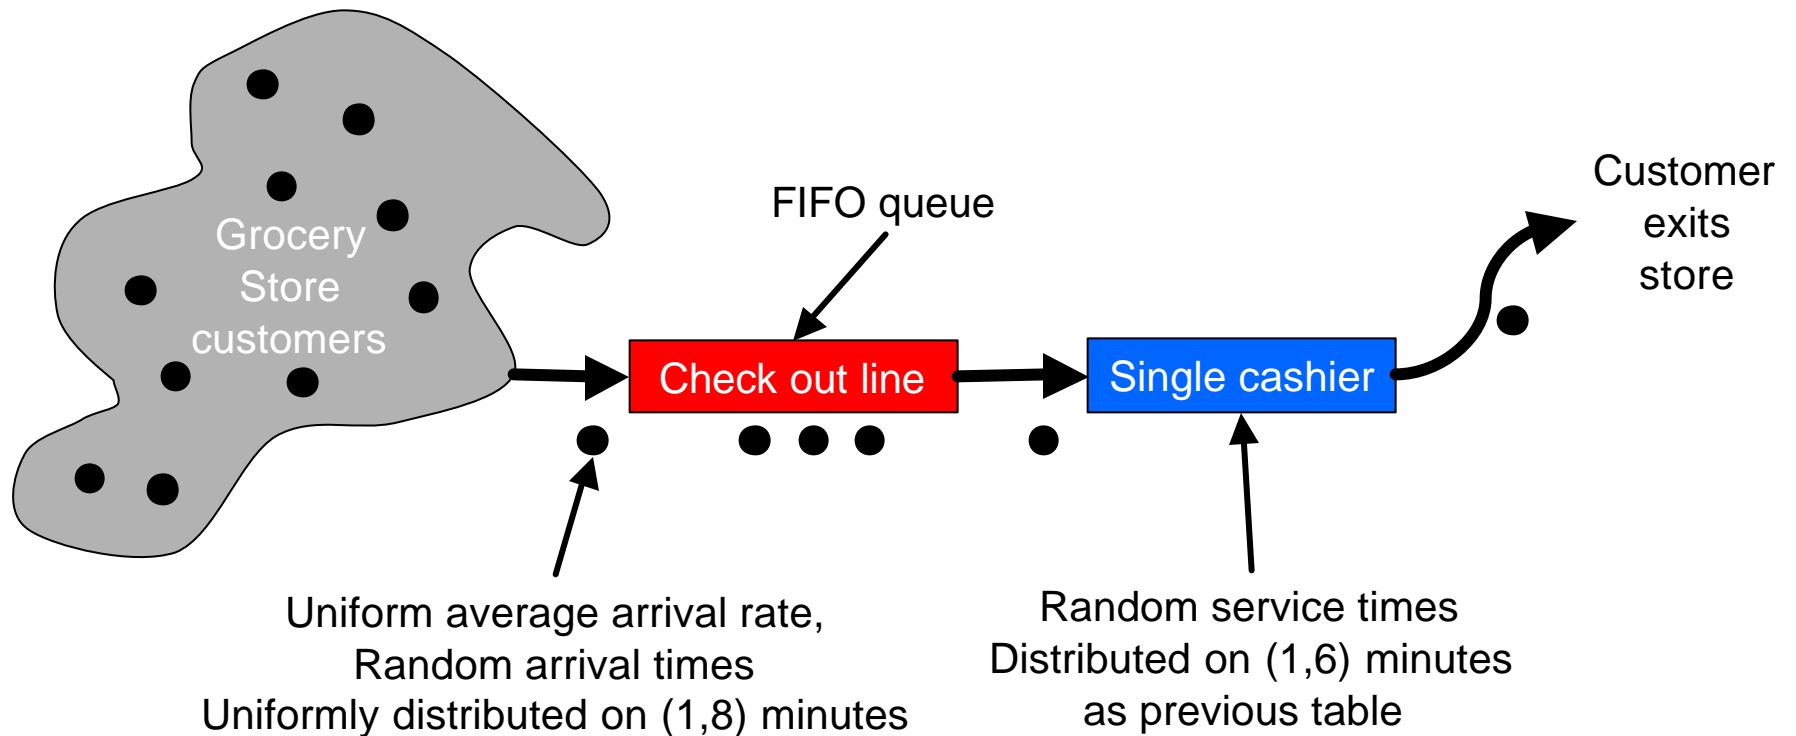 Grocery
Store
customers
FIFO queue
Check out line
Single cashier
Customer
exits
store
Uniform average arrival rate,
Random arrival times
Uniformly distributed on (1,8) minutes
Random service times
Distributed on (1,6) minutes
as previous table